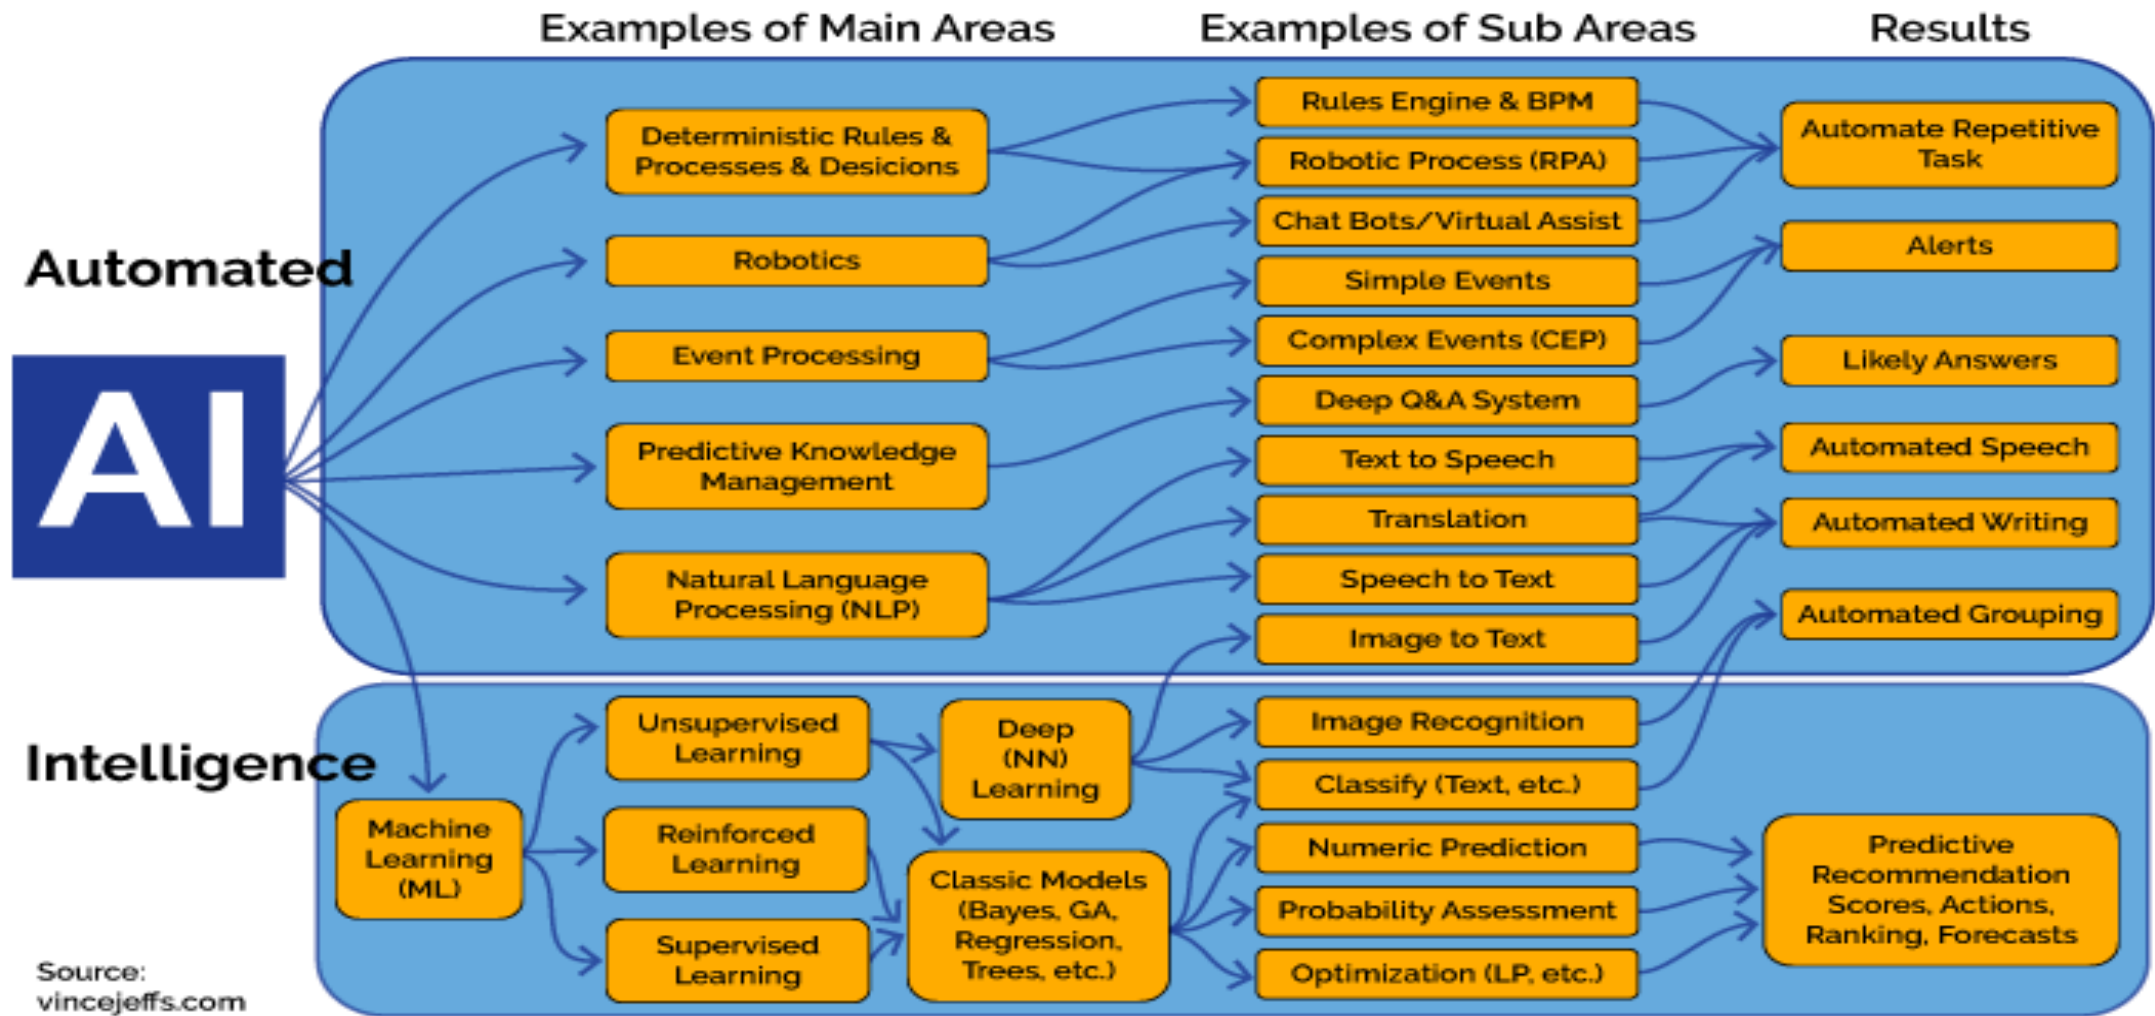 Examples of Main Areas
Examples of Sub Areas
Results
Automated
AI
Deterministic Rules &
Processes & Desicions
Robotics
Event Processing
Predictive Knowledge
Management
Natural Language
Processing (NLP)
Rules Engine & BPM
Robotic Process (RPA)
Chat Bots/Virtual Assist
Simple Events
Complex Events (CEP)
Deep Q&A System
Text to Speech
Translation
Speech to Text
Image to Text
Automate Repetitive
Task
Alerts
Likely Answers
Automated Speech
Automated Writing
Automated Grouping
Intelligence
Machine
Learning
(ML)
Unsupervised
Learning
Reinforced
Learning
Supervised
Learning
Deep
(NN)
Learning
Classic Models
(Bayes, GA,
Regression,
Trees, etc.)
Image Recognition
Classify (Text, etc.)
Numeric Prediction
Probability Assessment
Optimization (LP, etc.)
Predictive
Recommendation
Scores, Actions,
Ranking, Forecasts
Source:
vincejeffs.com